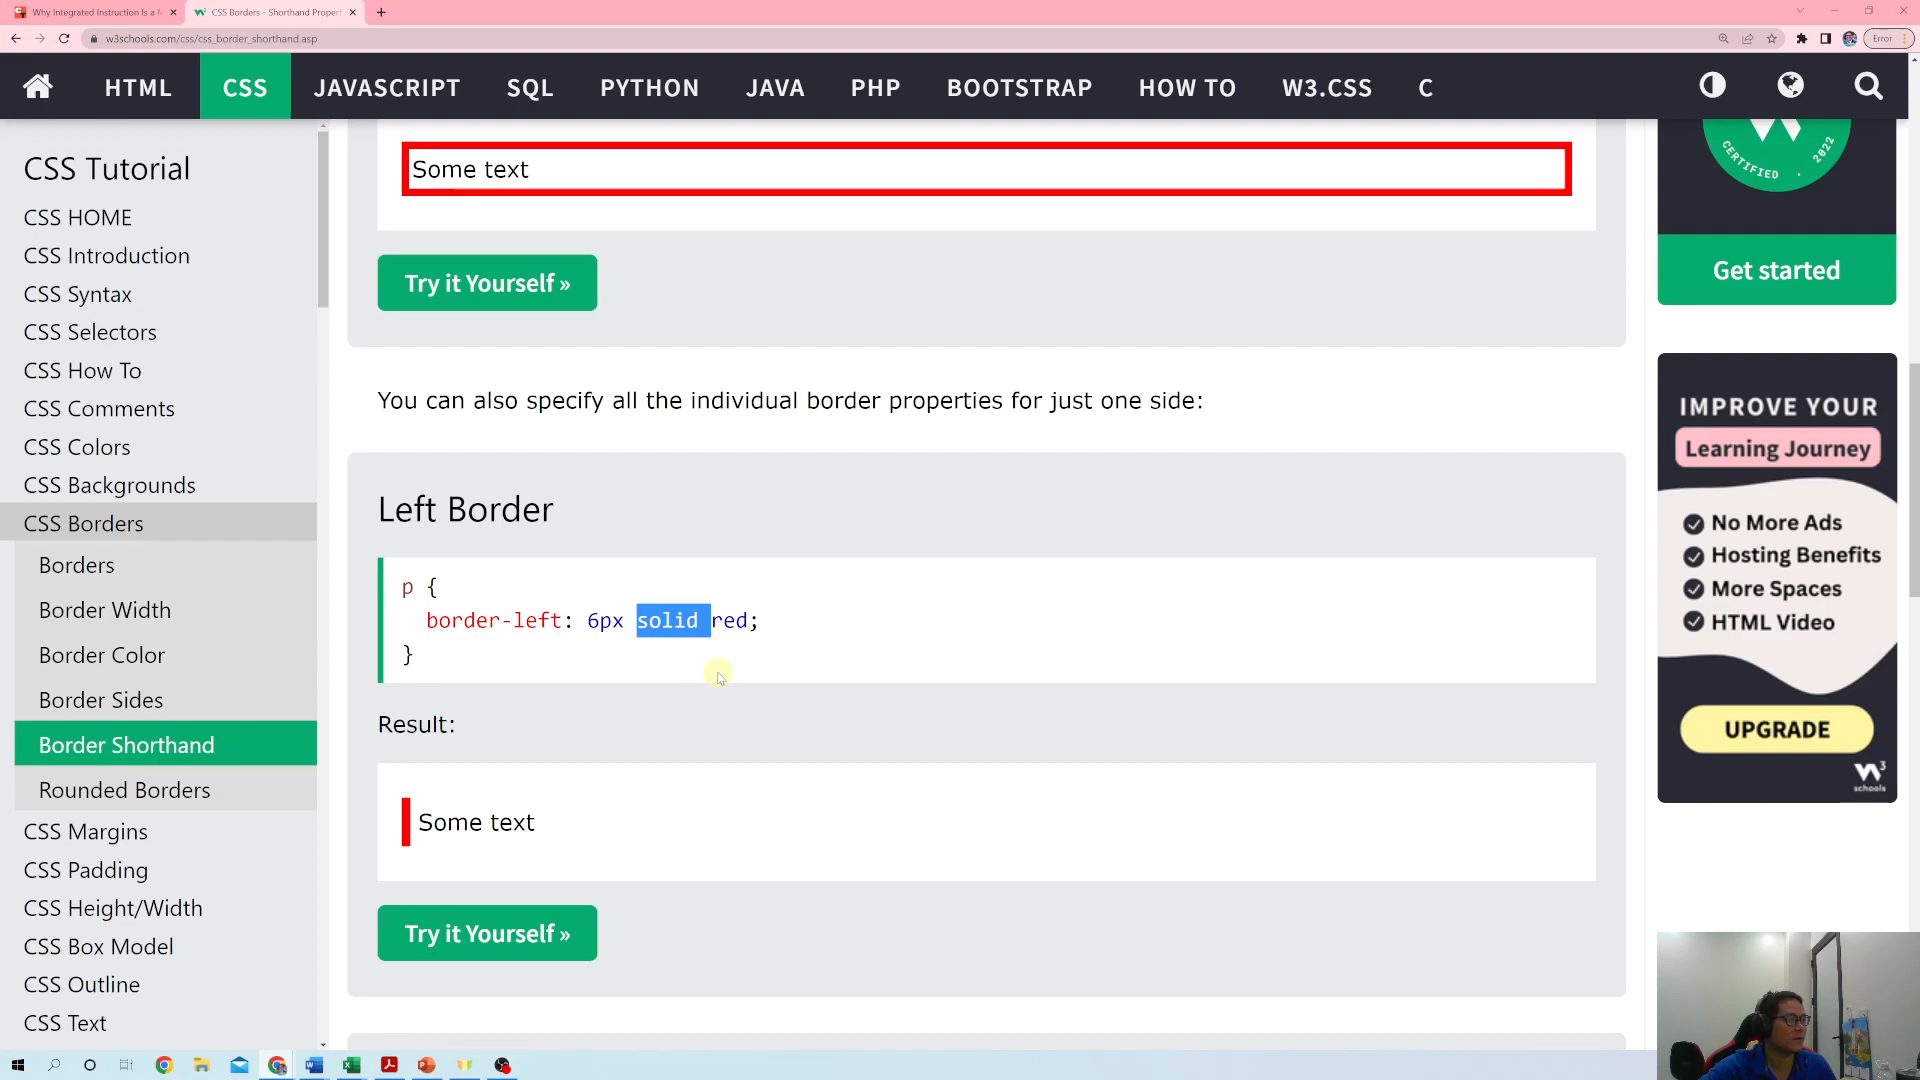 Why Integrated Instruction Is a M
CSS Borders - Shorthand Propert
w3schools.com/css/css_border_shorthand.asp
Error
HTML
CSS
JAVASCRIPT
SQL
PYTHON
JAVA
PHP
BOOTSTRAP
HOW TO
W3.CSS
C
CSS Tutorial
CSS HOME
CSS Introduction
CSS Syntax
CSS Selectors
CSS How To
CSS Comments
CSS Colors
CSS Backgrounds
CSS Borders
Borders
Border Width
Border Color
Border Sides
Border Shorthand
Rounded Borders
CSS Margins
CSS Padding
CSS Height/Width
CSS Box Model
CSS Outline
CSS Text
Some text
Try it Yourself »
You can also specify all the individual border properties for just one side:
Left Border
p {
border-left: 6px solid red;
}
Result:
Some text
Try it Yourself »
CERTIFIED . 2022
Get started
IMPROVE YOUR
Learning Journey
No More Ads
Hosting Benefits
More Spaces
HTML Video
UPGRADE
W3
schools